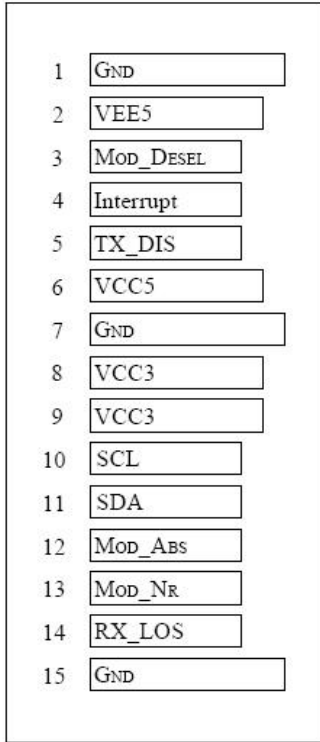 1 GND
2 VEE5
3 MOD_DESEL
4 Interrupt
5 TX_DIS
6 VCC5
7 GND
8 VCC3
9 VCC3
10 SCL
11 SDA
12 MOD_ABS
13 MOD_NR
14 RX_LOS
15 GND